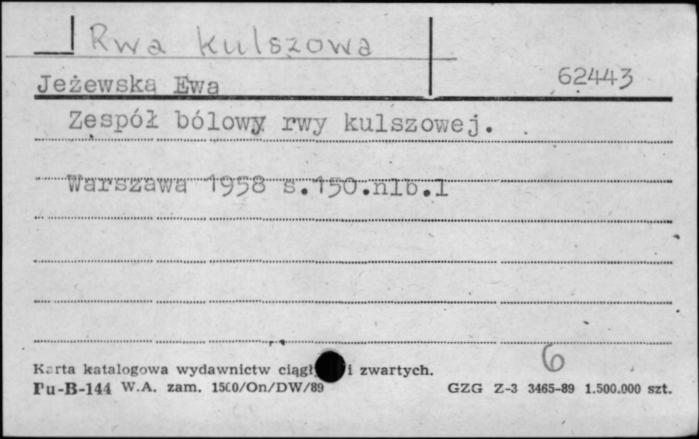 Rwa kulszowa
Jeżewska Ewa 62443
Zespół bólowy rwy kulszowej.
Warszawa 1958 s.150.nlb.1
6
Karta katalogowa wydawnictw i zwartych.
Pu-B-144 W.A. zam. 1500/On/DW/89 GZG Z-3 3465-89 1.500.000 szt.